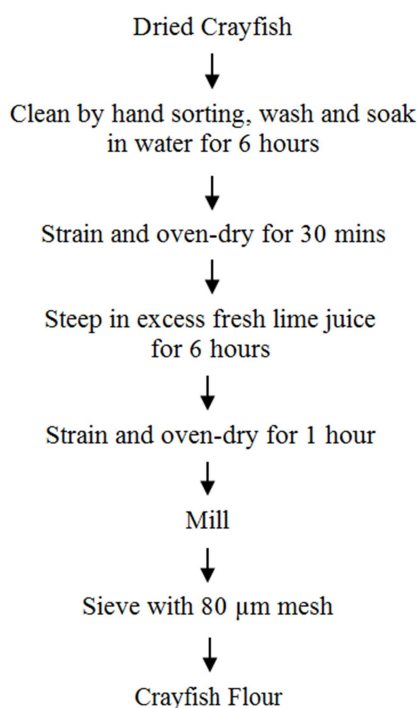 Dried Crayfish
Clean by hand sorting, wash and soak
in water for 6 hours
Strain and oven-dry for 30 mins
Steep in excess fresh lime juice
for 6 hours
Strain and oven-dry for 1 hour
Mill
Sieve with 80 µm mesh
Crayfish Flour